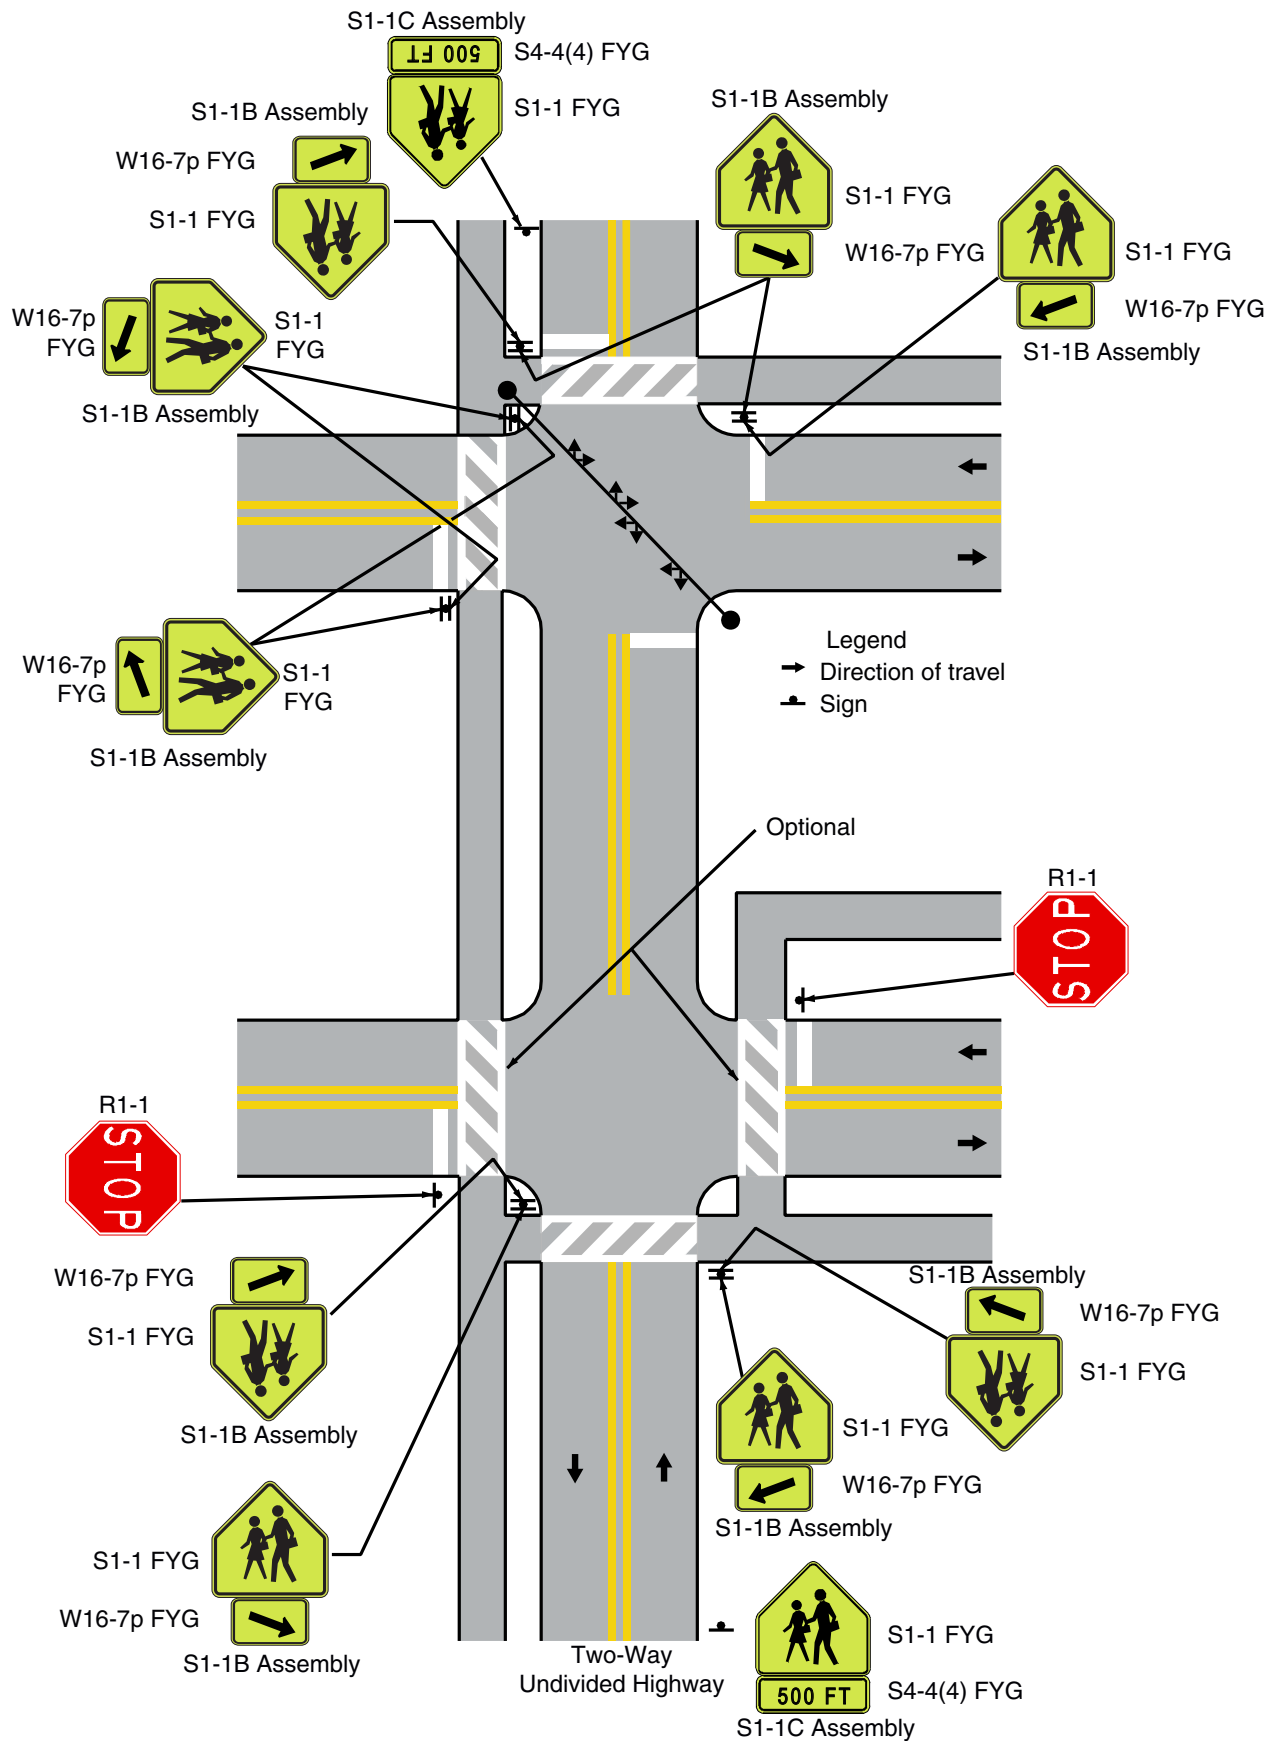 S1-1C Assembly
500 FT
S4-4(4) FYG
S1-1 FYG
S1-1B Assembly
W16-7p FYG
S1-1 FYG
S1-1B Assembly
S1-1 FYG
W16-7p FYG
S1-1 FYG
W16-7p FYG
S1-1B Assembly
W16-7p
FYG
S1-1
FYG
S1-1B Assembly
W16-7p
FYG
S1-1
FYG
S1-1B Assembly
Legend
Direction of travel
Sign
Optional
R1-1
STOP
R1-1
STOP
W16-7p FYG
S1-1 FYG
S1-1B Assembly
S1-1B Assembly
W16-7p FYG
S1-1 FYG
S1-1 FYG
W16-7p FYG
S1-1B Assembly
S1-1 FYG
W16-7p FYG
S1-1B Assembly
Two-Way
Undivided Highway
S1-1 FYG
500 FT
S4-4(4) FYG
S1-1C Assembly